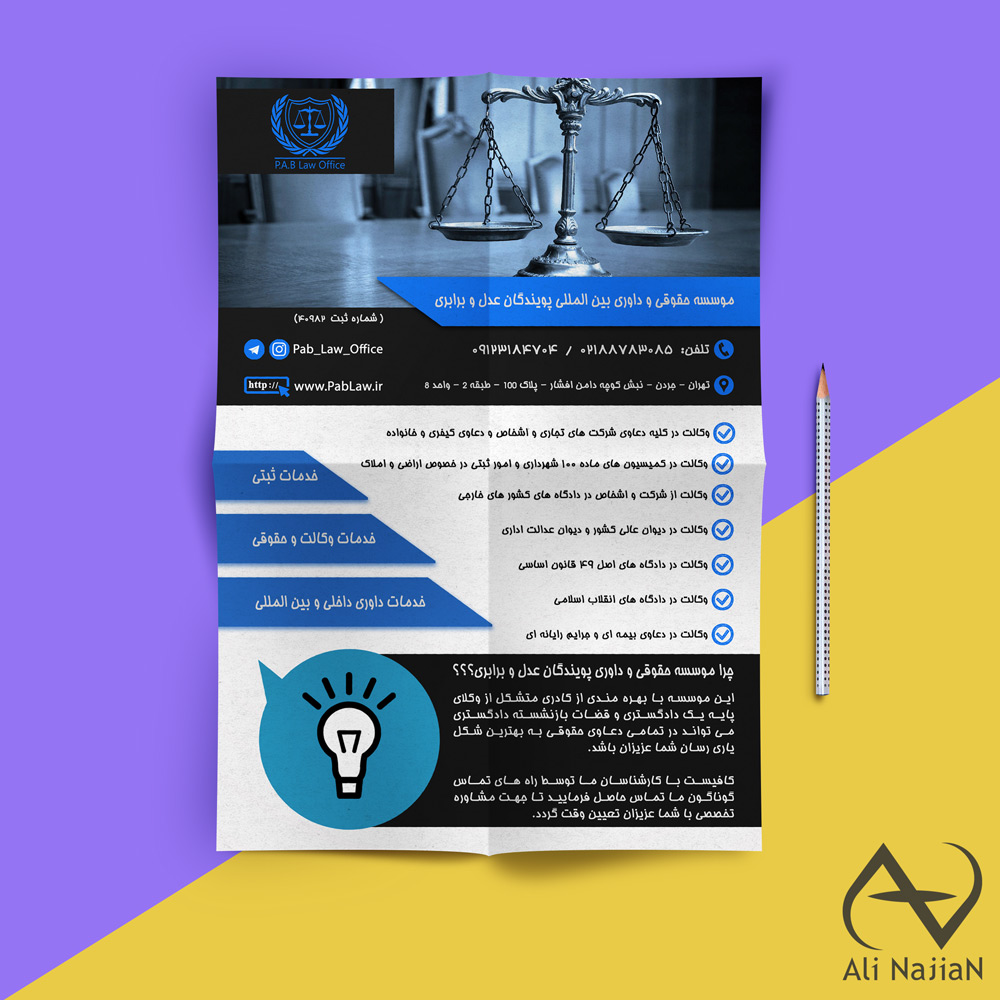 P.A.B Law Office
موسسه حقوقی و داوری بین المللی پویندگان عدل و برابری
( شماره ثبت ۴۰۹۸۲)
تلفن: ۰۲۱۸۸۷۸۳۰۸۵ / ۰۹۱۲۳۱۸۴۷۰۴
Pab_Law_Office
تهران - جردن - نبش کوچه دامن افشار - پلاک 100 - طبقه 2 - واحد 8
http:// www.PabLaw.ir
وکالت در کلیه دعاوی شرکت های تجاری و اشخاص و دعاوی کیفری و خانواده
وکالت در کمیسیون های ماده ۱۰۰ شهرداری و امور ثبتی در خصوص اراضی و املاک
وکالت از شرکت و اشخاص در دادگاه های کشور های خارجی
وکالت در دیوان عالی کشور و دیوان عدالت اداری
وکالت در دادگاه های اصل ۴۹ قانون اساسی
وکالت در دادگاه های انقلاب اسلامی
وکالت در دعاوی بیمه ای و جرایم رایانه ای
خدمات ثبتی
خدمات وکالت و حقوقی
خدمات داوری داخلی و بین المللی
چرا موسسه حقوقی و داوری پویندگان عدل و برابری؟؟؟
این موسسه با بهره مندی از کادری متشکل از وکلای
پایه یک دادگستری و قضات بازنشسته دادگستری
می تواند در تمامی دعاوی حقوقی به بهترین شکل
یاری رسان شما عزیزان باشد.
کافیست با کارشناسان ما توسط راه های تماس
گوناگون ما تماس حاصل فرمایید تا جهت مشاوره
تخصصی با شما عزیزان تعیین وقت گردد.
Ali NajiaN